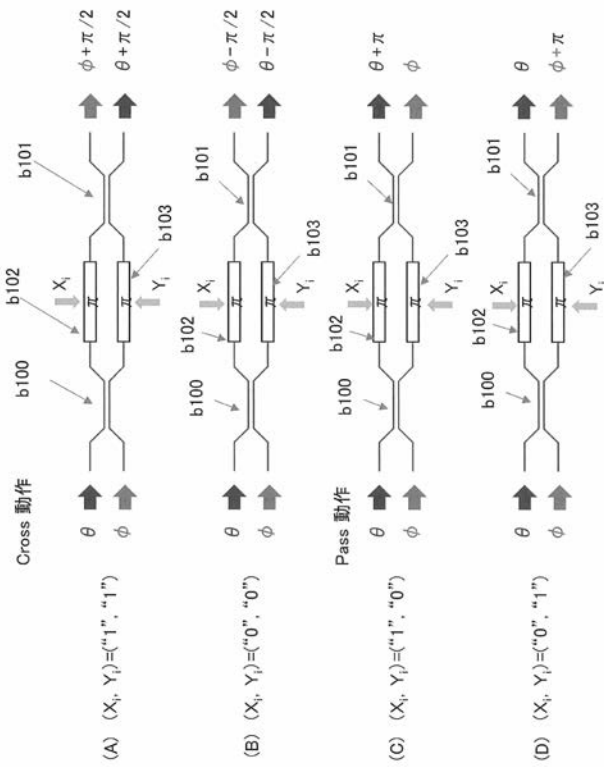 Cross 動作
(A) (Xi, Yi)=("1", "1")
θ
φ
b100
b102
Xi
π
π
Yi
b103
b101
φ+π/2
θ+π/2
(B) (Xi, Yi)=("0", "0")
θ
φ
b100
b102
Xi
π
π
Yi
b103
b101
φ-π/2
θ-π/2
Pass 動作
(C) (Xi, Yi)=("1", "0")
θ
φ
b100
b102
Xi
π
π
Yi
b103
b101
θ+π
φ
(D) (Xi, Yi)=("0", "1")
θ
φ
b100
b102
Xi
π
π
Yi
b103
b101
θ
φ+π